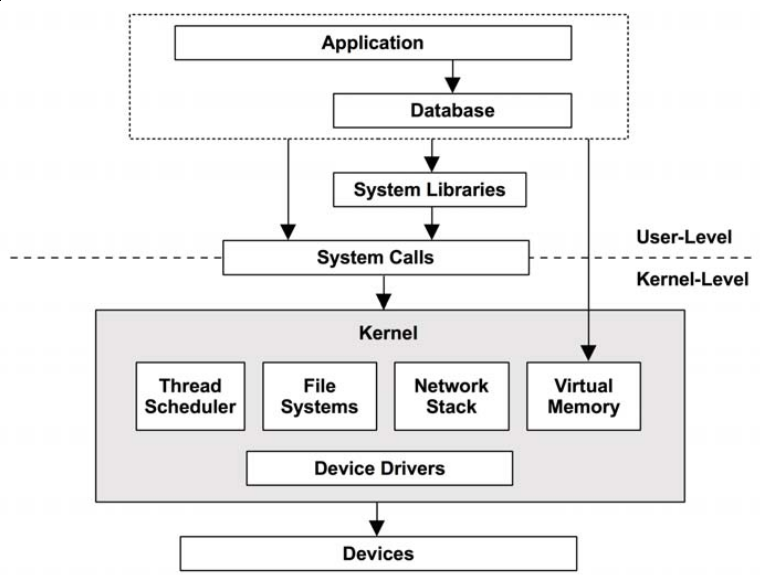 Application
Database
System Libraries
User-Level
System Calls
Kernel-Level
Kernel
Thread
Scheduler
File
Systems
Network
Stack
Virtual
Memory
Device Drivers
Devices